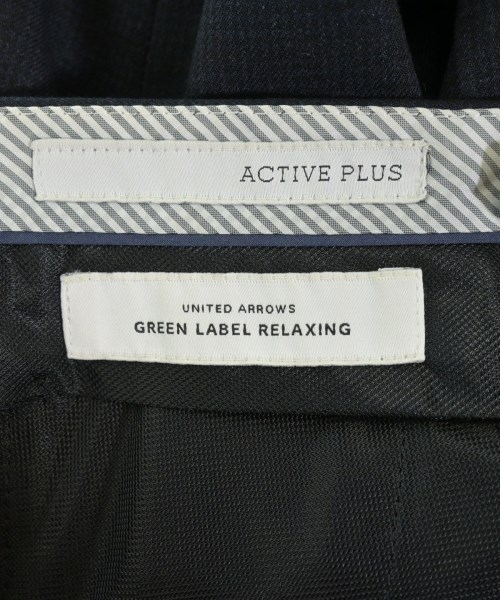 ACTIVE PLUS
UNITED ARROWS
GREEN LABEL RELAXING